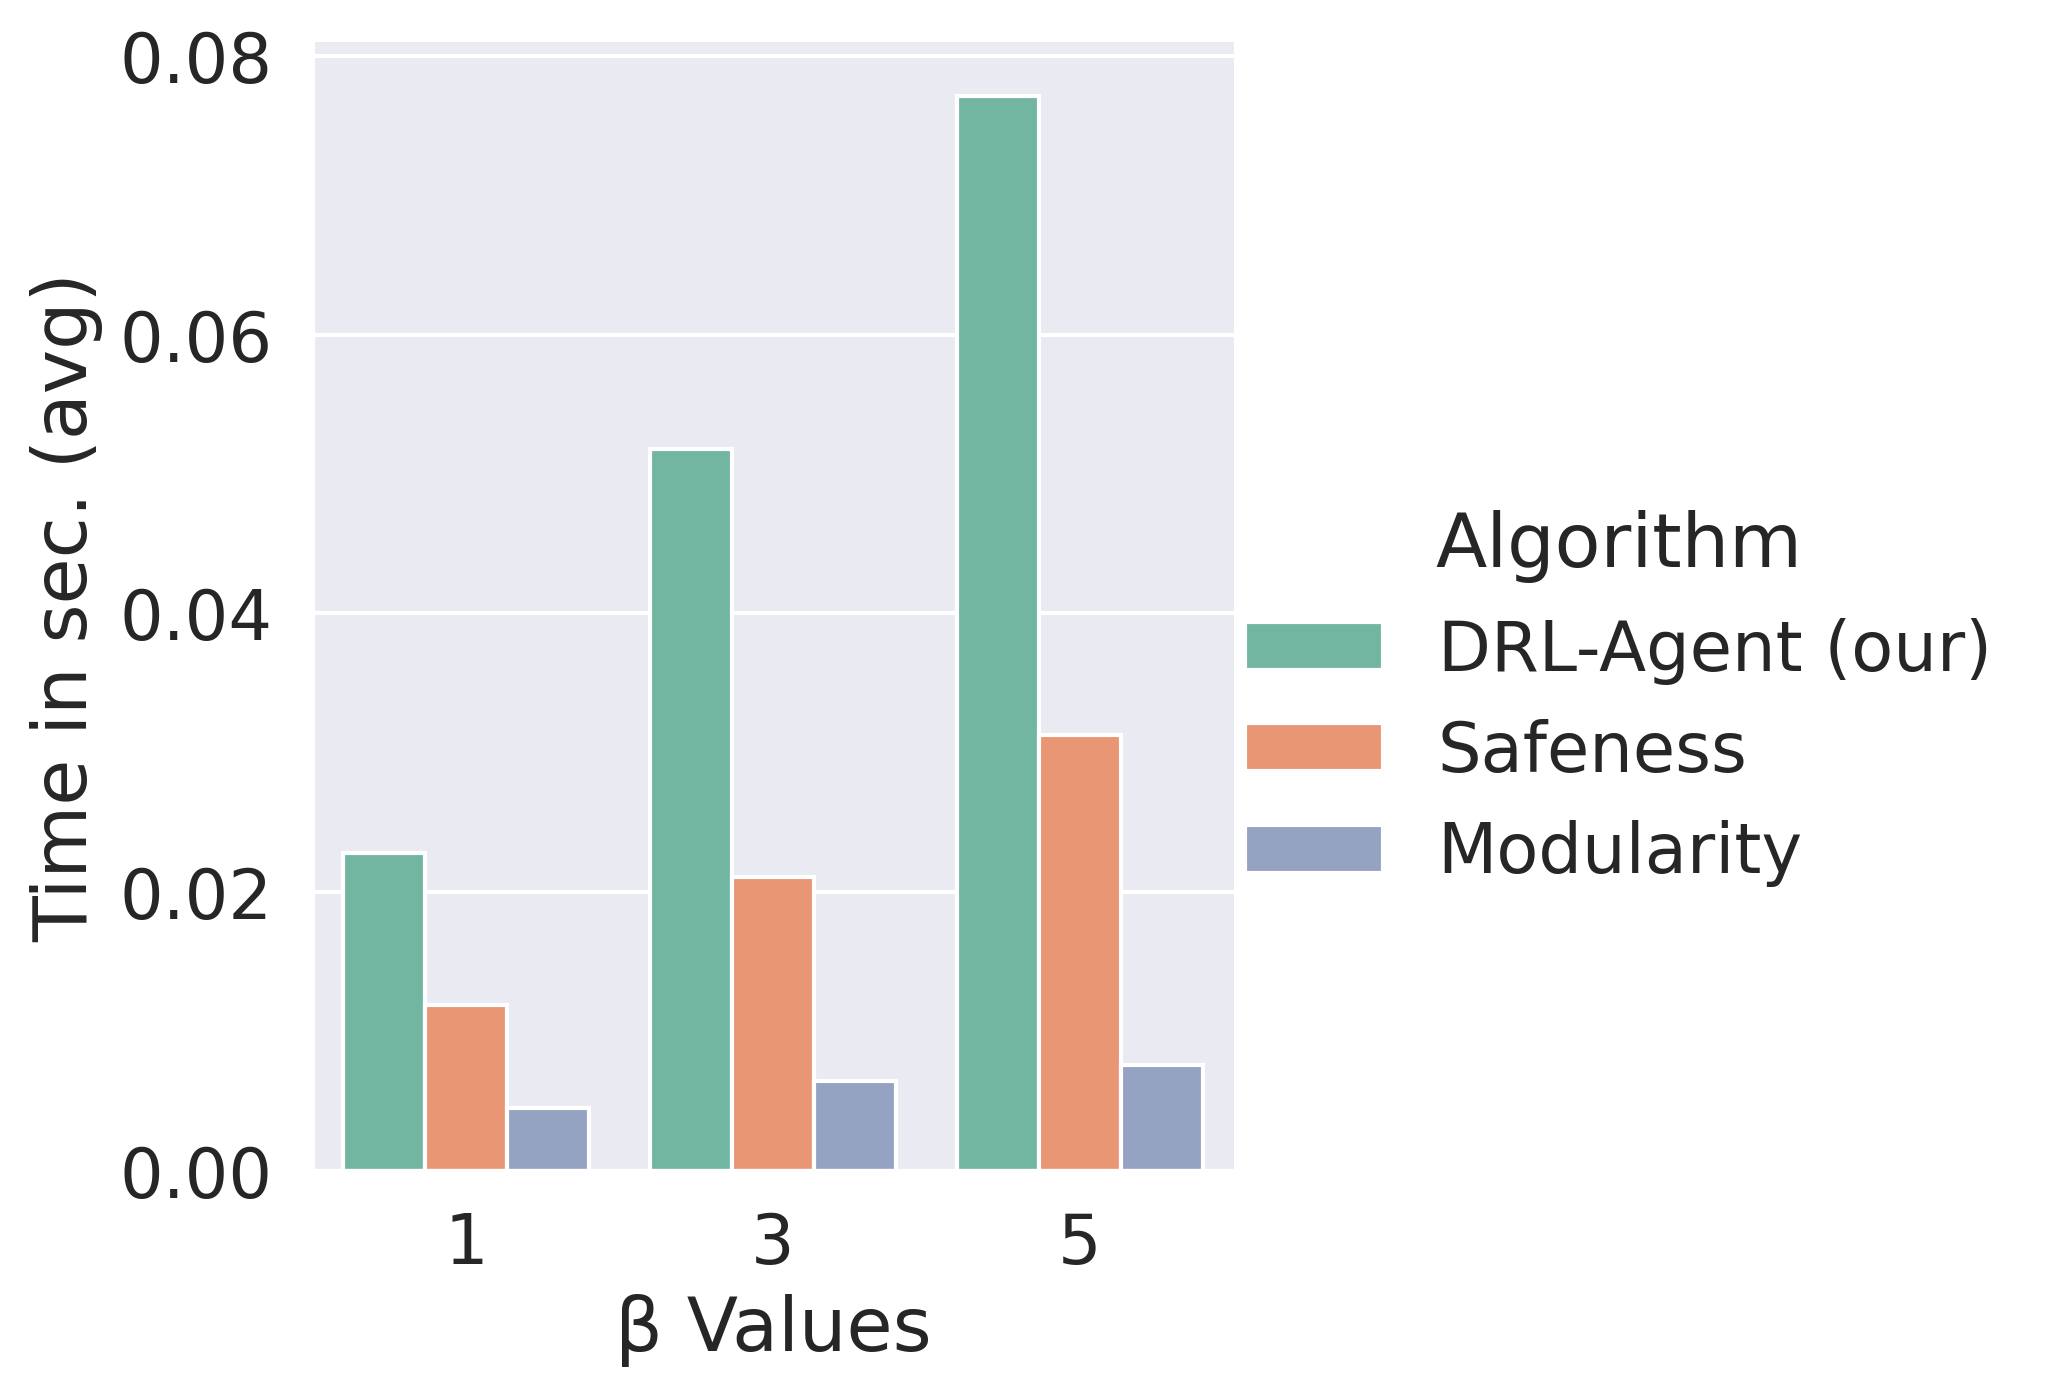 Time in sec. (avg)
0.08
0.06
0.04
0.02
0.00
1 3 5
β Values
Algorithm
DRL-Agent (our)
Safeness
Modularity